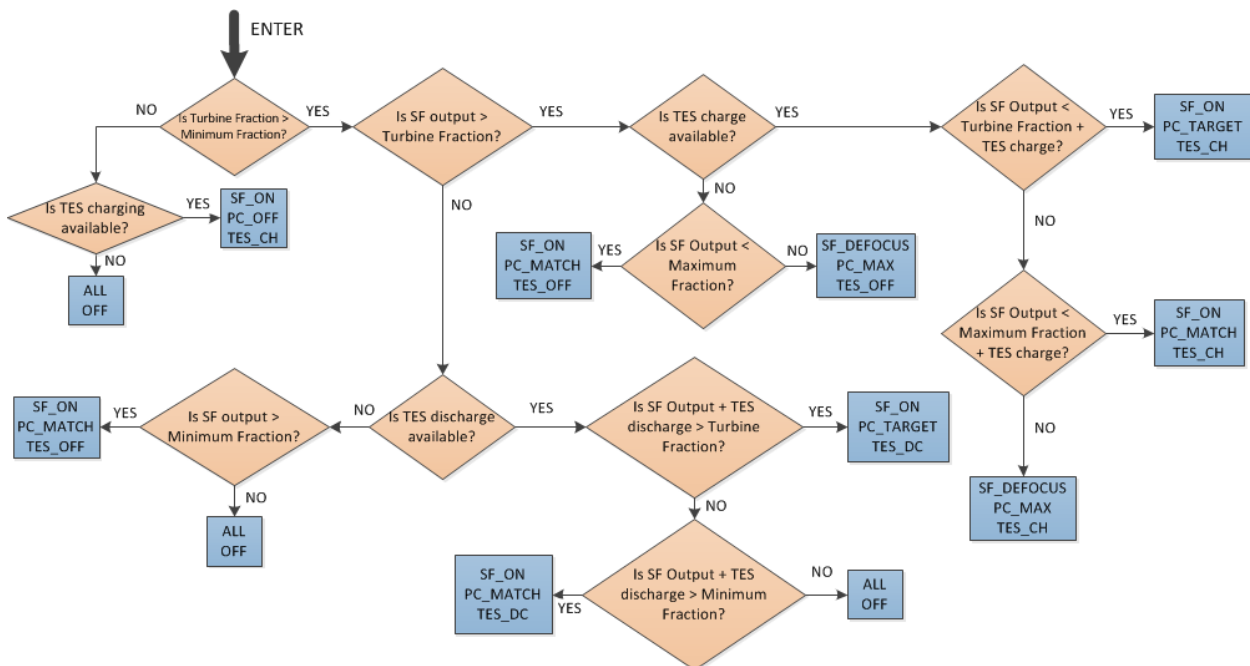 ENTER
NO
Is Turbine Fraction >
Minimum Fraction?
YES
Is SF output >
Turbine Fraction?
YES
Is TES charge
available?
YES
Is SF Output <
Turbine Fraction +
TES charge?
YES
SF_ON
PC_TARGET
TES_CH
Is TES charging
available?
YES
SF_ON
PC_OFF
TES_CH
NO
ALL
OFF
NO
NO
SF_ON
PC_MATCH
TES_OFF
YES
Is SF Output <
Maximum
Fraction?
NO
SF_DEFOCUS
PC_MAX
TES_OFF
NO
Is SF Output <
Maximum Fraction
+ TES charge?
YES
SF_ON
PC_MATCH
TES_CH
NO
SF_DEFOCUS
PC_MAX
TES_CH
SF_ON
PC_MATCH
TES_OFF
YES
Is SF output >
Minimum Fraction?
NO
Is TES discharge
available?
YES
Is SF Output + TES
discharge > Turbine
Fraction?
YES
SF_ON
PC_TARGET
TES_DC
NO
ALL
OFF
NO
SF_ON
PC_MATCH
TES_DC
YES
Is SF Output + TES
discharge > Minimum
Fraction?
NO
ALL
OFF